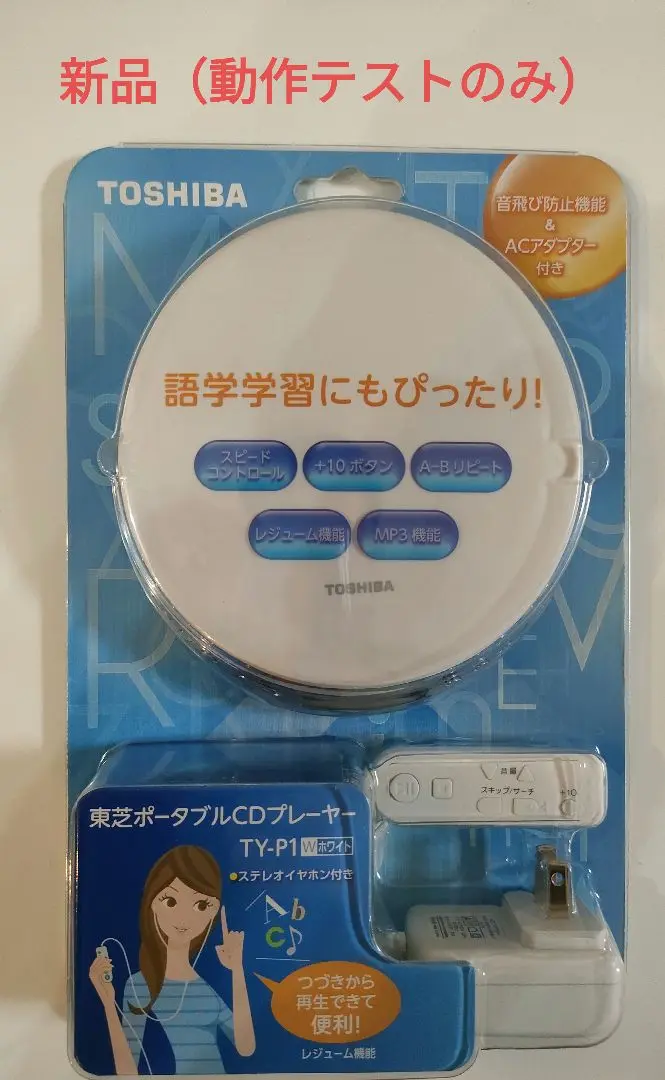 新品（動作テストのみ）
TOSHIBA
音飛び防止機能
&
ACアダプター
付き
語学学習にもぴったり!
スピード
コントロール
+10 ボタン
A-B リピート
レジューム機能
MP3 機能
TOSHIBA
音量
スキップ/サーチ
+10
東芝ポータブルCDプレーヤー
TY-P1 W ホワイト
●ステレオイヤホン付き
A b
C
つづきから
再生できて
便利!
レジューム機能